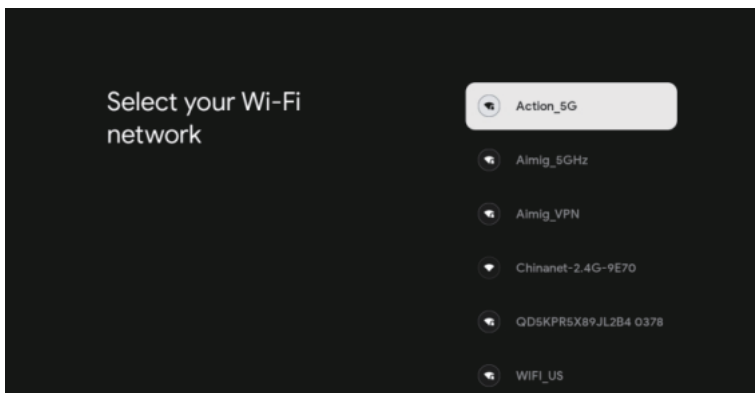 Select your Wi-Fi
network
Action_5G
Aimig_5GHz
Aimig_VPN
Chinanet-2.4G-9E70
QD5KPR5X89JL2B4 0378
WIFI_US